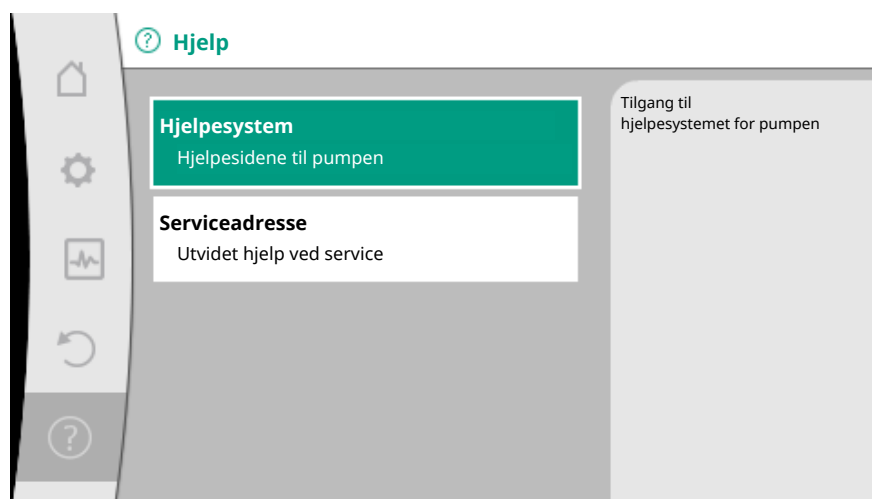 Hjelp
Hjelpesystem
Hjelpesidene til pumpen
Serviceadresse
Utvidet hjelp ved service
Tilgang til
hjelpesystemet for pumpen